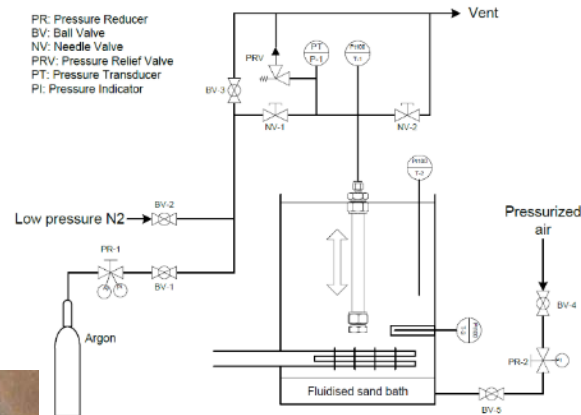 PR: Pressure Reducer
BV: Ball Valve
NV: Needle Valve
PRV: Pressure Relief Valve
PT: Pressure Transducer
PI: Pressure Indicator
Vent
PRV
PT
P-1
T-1
BV-3
NV-1
NV-2
T-2
Low pressure N2
BV-2
Pressurized
air
PR-1
BV-1
BV-4
Argon
PR-2
Fluidised sand bath
BV-5